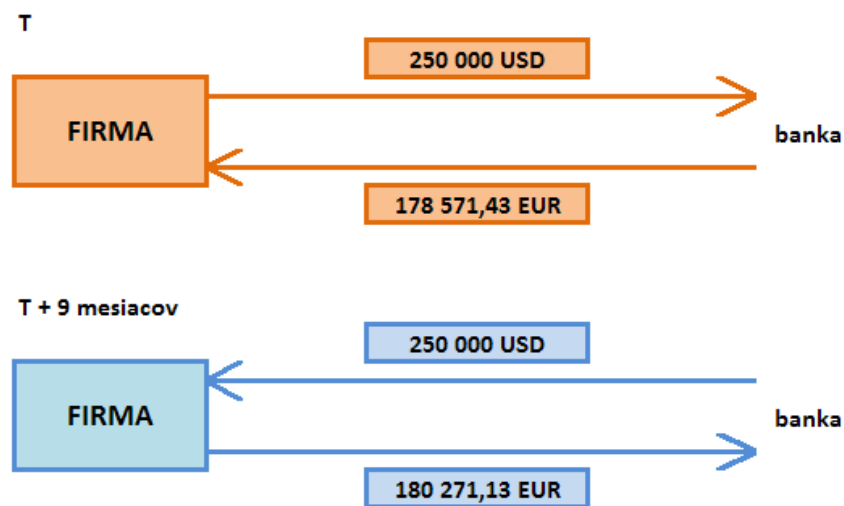 T
250 000 USD
FIRMA
banka
178 571,43 EUR
T + 9 mesiacov
250 000 USD
FIRMA
banka
180 271,13 EUR